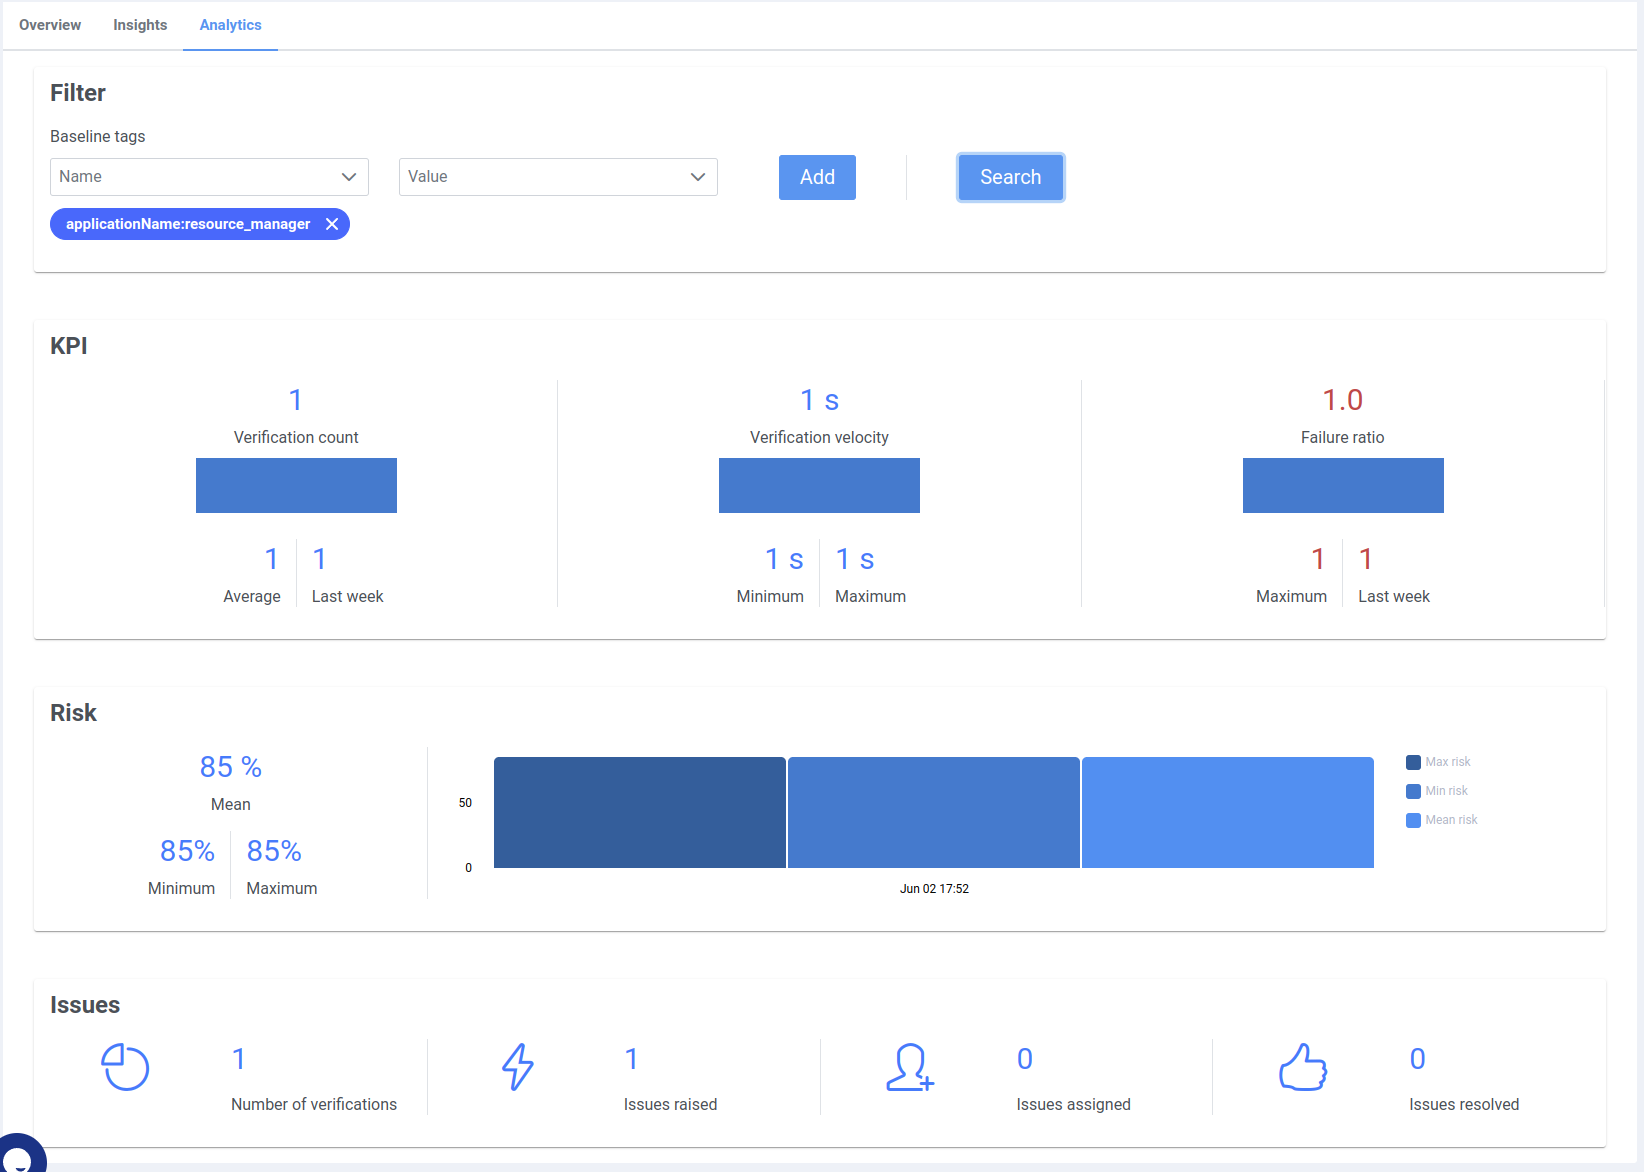 Overview Insights Analytics
Filter
Baseline tags
Name Value Add Search
applicationName:resource_manager
KPI
1 1 s 1.0
Verification count Verification velocity Failure ratio
1 1 1 s 1 s 1 1
Average Last week Minimum Maximum Maximum Last week
Risk
85 %
Mean
85% 85%
Minimum Maximum
50
0
Jun 02 17:52
Max risk
Min risk
Mean risk
Issues
1 1 0 0
Number of verifications Issues raised Issues assigned Issues resolved